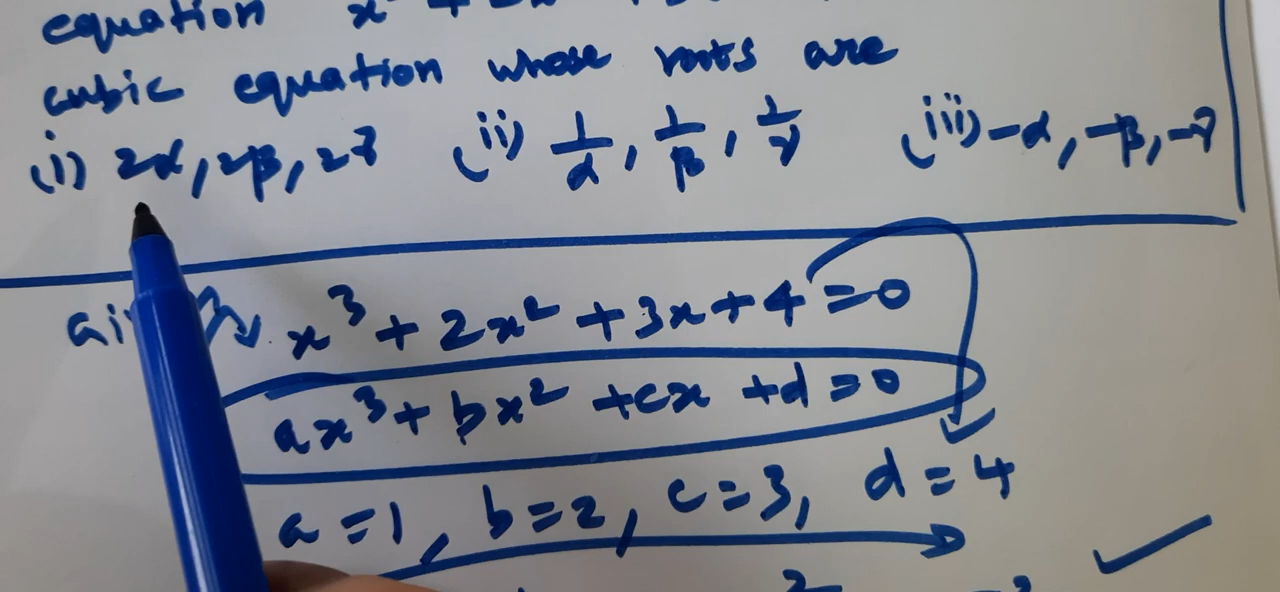 equation x
cubic equation whose roots are
(i) 2α, 2β, 2γ (ii) 1/α, 1/β, 1/γ (iii) -α, -β, -γ
x³ + 2x² + 3x + 4 = 0
ax³ + bx² + cx + d = 0
a = 1, b = 2, c = 3, d = 4